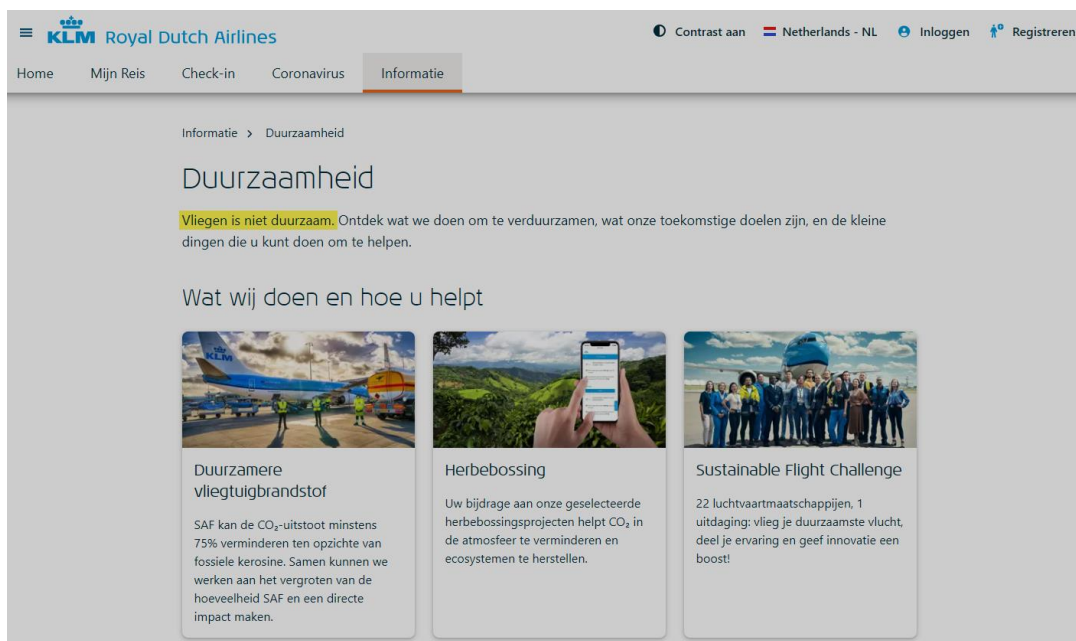 KLM Royal Dutch Airlines
Contrast aan Netherlands - NL Inloggen Registreren
Home Mijn Reis Check-in Coronavirus Informatie
Informatie > Duurzaamheid
Duurzaamheid
Vliegen is niet duurzaam. Ontdek wat we doen om te verduurzamen, wat onze toekomstige doelen zijn, en de kleine
dingen die u kunt doen om te helpen.
Wat wij doen en hoe u helpt
KLM
Duurzamere
vliegtuigbrandstof
SAF kan de CO₂-uitstoot minstens
75% verminderen ten opzichte van
fossiele kerosine. Samen kunnen we
werken aan het vergroten van de
hoeveelheid SAF en een directe
impact maken.
Herbebossing
Uw bijdrage aan onze geselecteerde
herbebossingsprojecten helpt CO₂ in
de atmosfeer te verminderen en
ecosystemen te herstellen.
Sustainable Flight Challenge
22 luchtvaartmaatschappijen, 1
uitdaging: vlieg je duurzaamste vlucht,
deel je ervaring en geef innovatie een
boost!